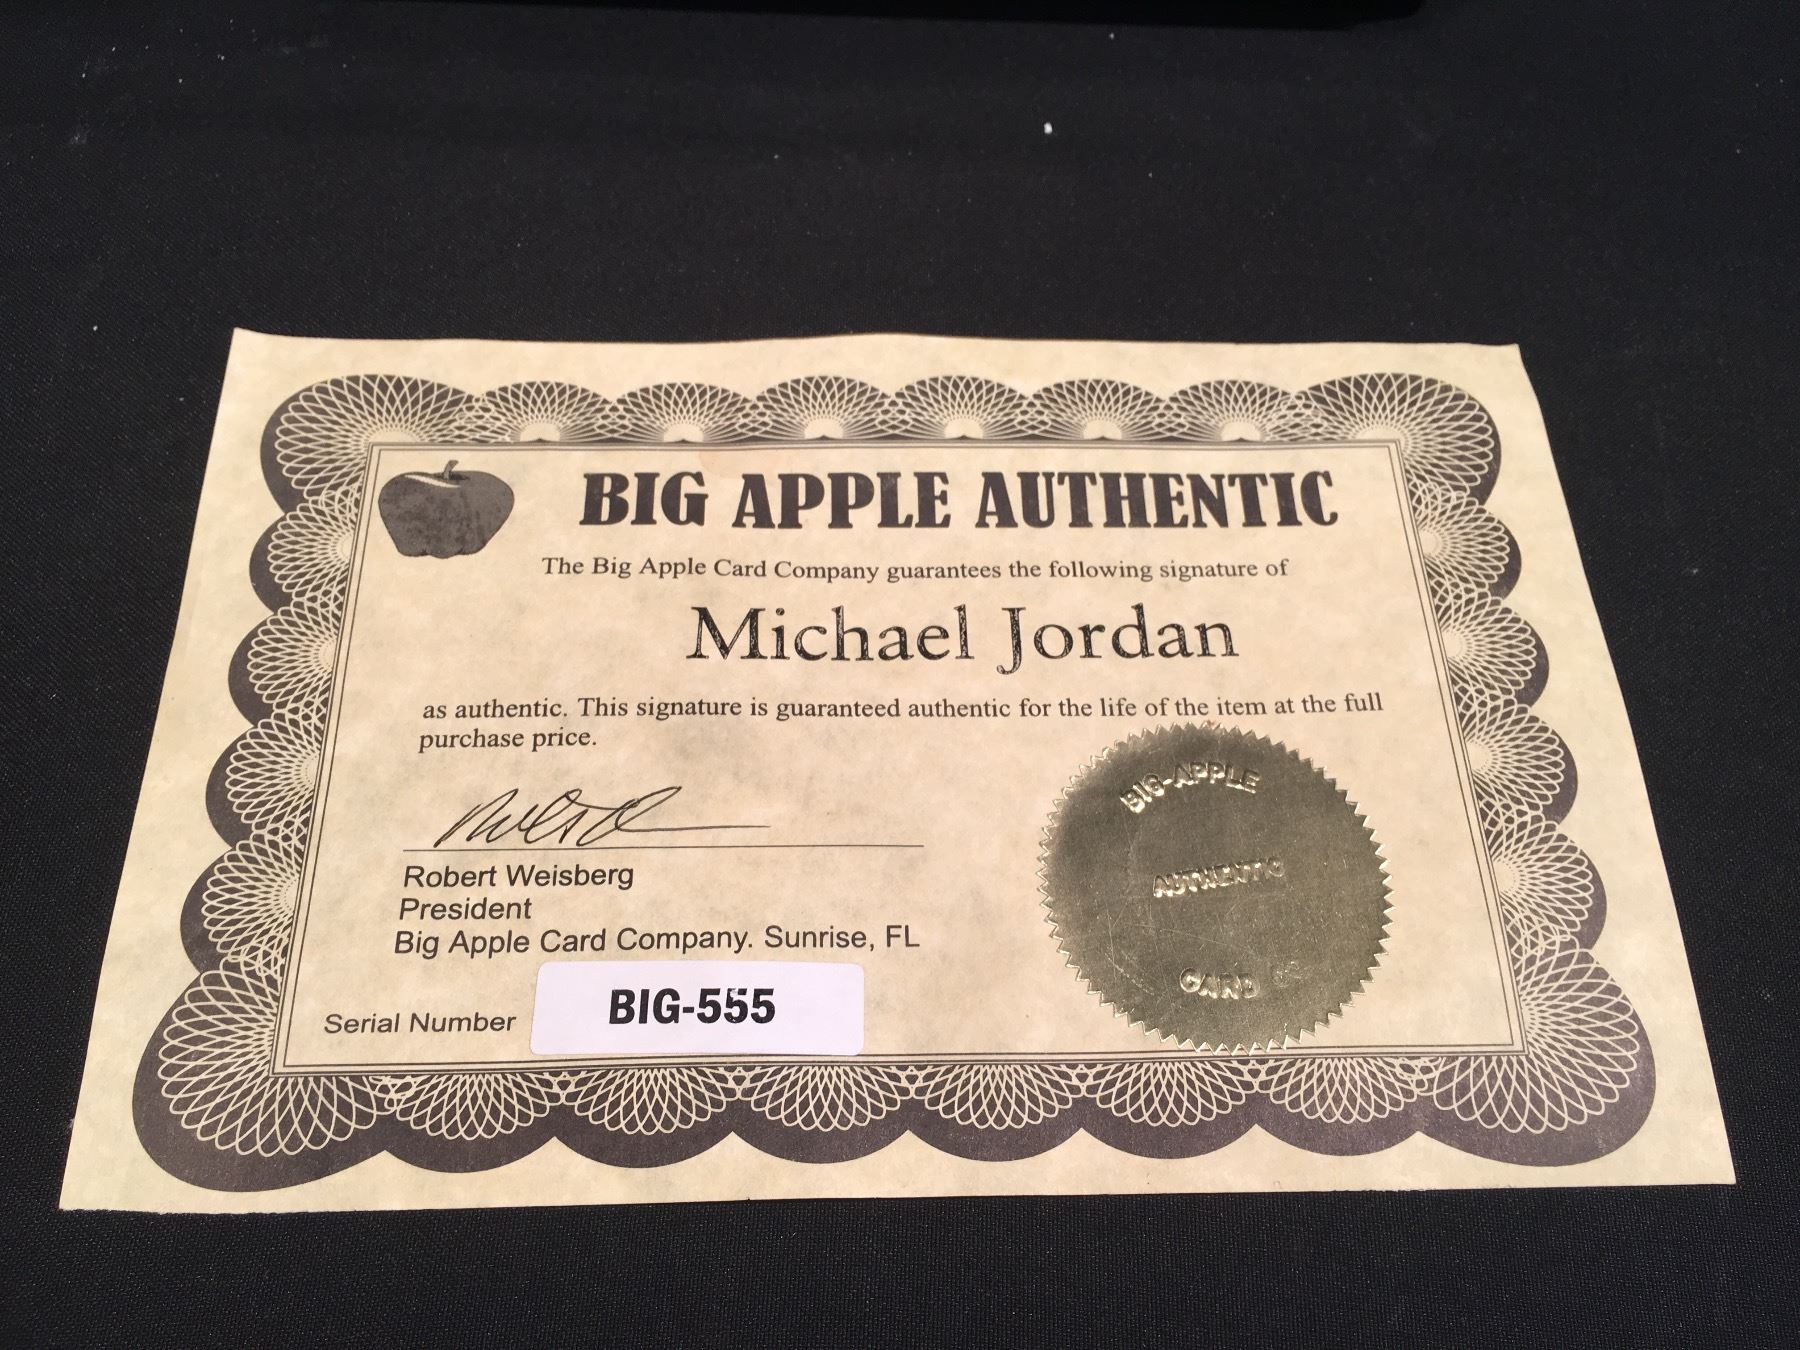 BIG APPLE AUTHENTIC
The Big Apple Card Company guarantees the following signature of
Michael Jordan
as authentic. This signature is guaranteed authentic for the life of the item at the full
purchase price.
Robert Weisberg
President
Big Apple Card Company. Sunrise, FL
Serial Number BIG-555
BIG-APPLE
AUTHENTIC
CARD